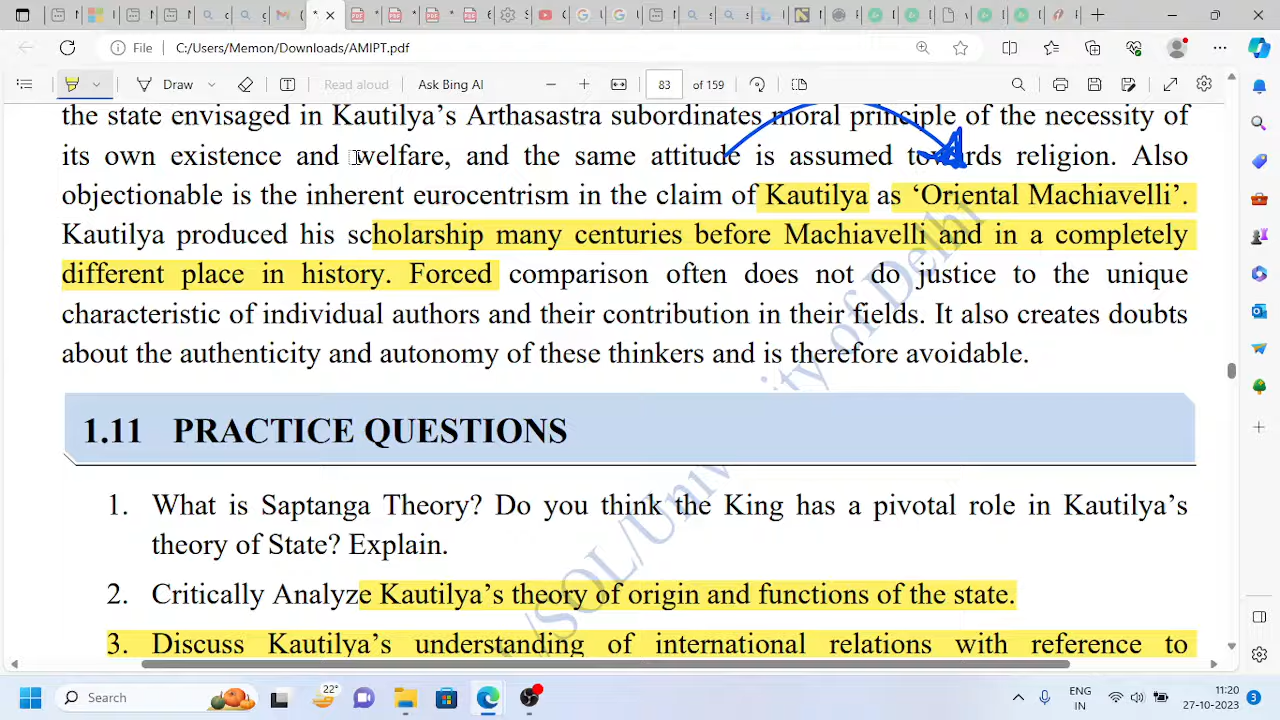 File C:/Users/Memon/Downloads/AMIPT.pdf
Draw Read aloud Ask Bing AI 83 of 159
the state envisaged in Kautilya’s Arthasastra subordinates moral principle of the necessity of
its own existence and welfare, and the same attitude is assumed towards religion. Also
objectionable is the inherent eurocentrism in the claim of Kautilya as ‘Oriental Machiavelli’.
Kautilya produced his scholarship many centuries before Machiavelli and in a completely
different place in history. Forced comparison often does not do justice to the unique
characteristic of individual authors and their contribution in their fields. It also creates doubts
about the authenticity and autonomy of these thinkers and is therefore avoidable.
1.11 PRACTICE QUESTIONS
1. What is Saptanga Theory? Do you think the King has a pivotal role in Kautilya’s
theory of State? Explain.
2. Critically Analyze Kautilya’s theory of origin and functions of the state.
3. Discuss Kautilya’s understanding of international relations with reference to
/SOL/University of Delhi
Search 22° ENG 11:20
IN 27-10-2023 3